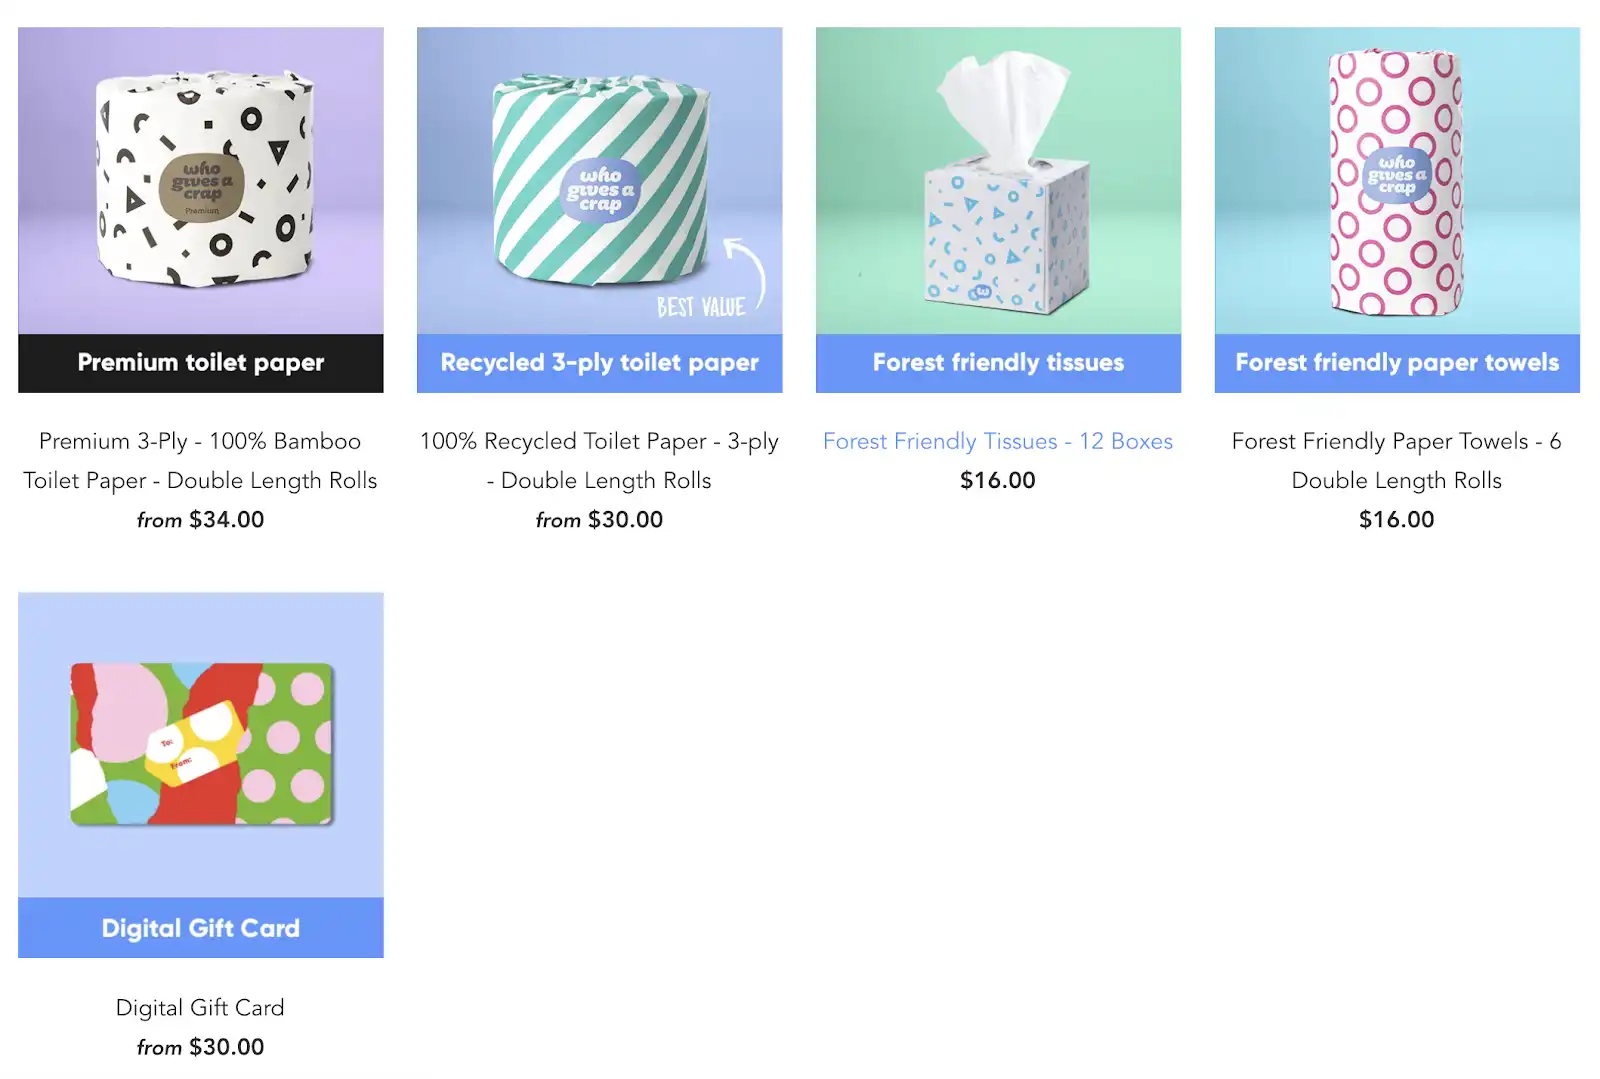 who
gives a
crap
Premium
Premium toilet paper
Premium 3-Ply - 100% Bamboo
Toilet Paper - Double Length Rolls
from $34.00
who
gives a
crap
BEST VALUE
Recycled 3-ply toilet paper
100% Recycled Toilet Paper - 3-ply
- Double Length Rolls
from $30.00
w
Forest friendly tissues
Forest Friendly Tissues - 12 Boxes
$16.00
who
gives a
crap
Forest friendly paper towels
Forest Friendly Paper Towels - 6
Double Length Rolls
$16.00
To:
From:
Digital Gift Card
Digital Gift Card
from $30.00